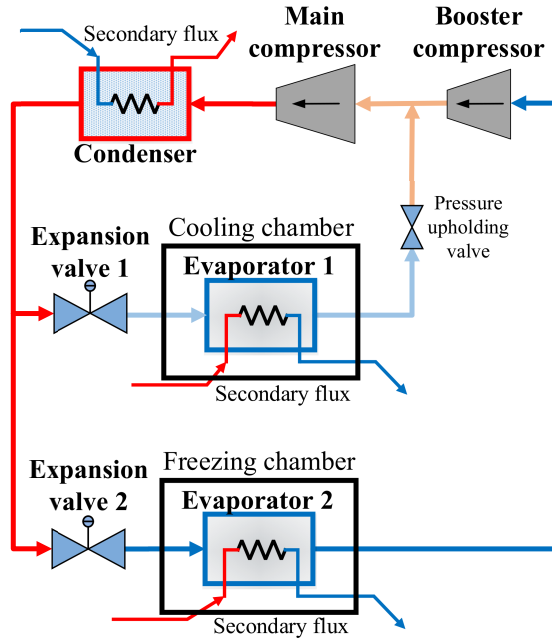 Secondary flux
Main
compressor
Booster
compressor
Condenser
Pressure
upholding
valve
Cooling chamber
Expansion
valve 1
Evaporator 1
Secondary flux
Freezing chamber
Expansion
valve 2
Evaporator 2
Secondary flux